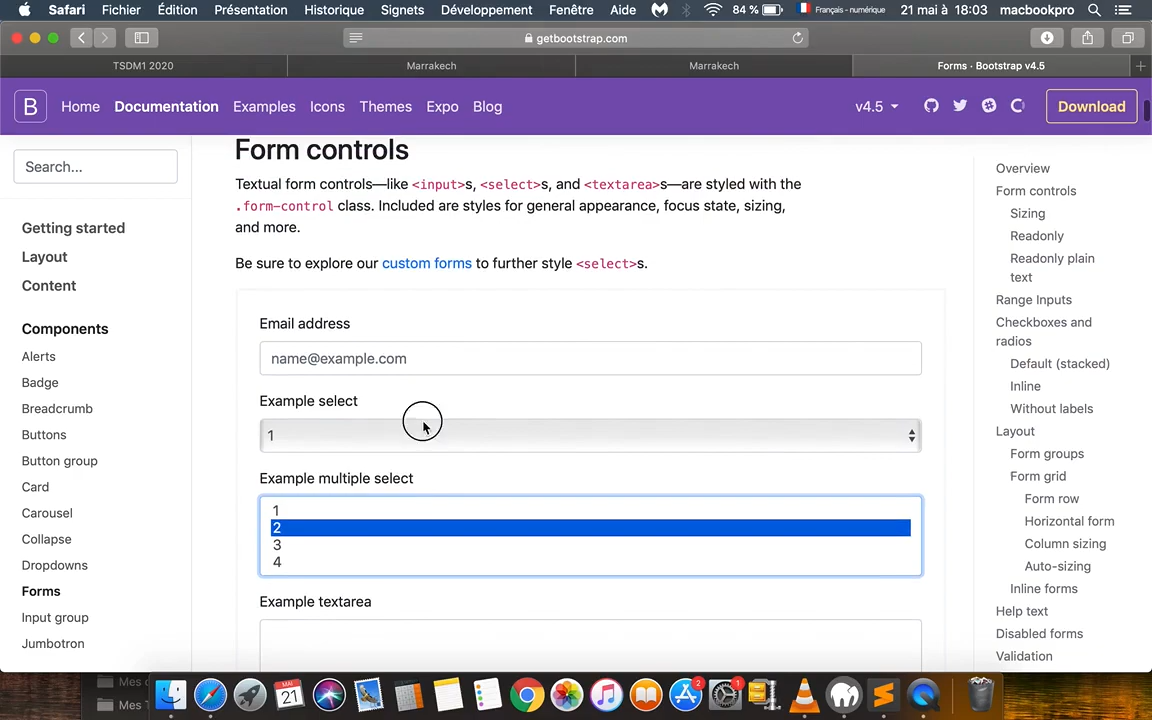 Safari Fichier Édition Présentation Historique Signets Développement Fenêtre Aide 84 % Français - numérique 21 mai à 18:03 macbookpro
getbootstrap.com
TSDM1 2020 Marrakech Marrakech Forms · Bootstrap v4.5
B Home Documentation Examples Icons Themes Expo Blog v4.5 Download
Search...
Getting started
Layout
Content
Components
Alerts
Badge
Breadcrumb
Buttons
Button group
Card
Carousel
Collapse
Dropdowns
Forms
Input group
Jumbotron
Form controls
Textual form controls—like <input>s, <select>s, and <textarea>s—are styled with the
.form-control class. Included are styles for general appearance, focus state, sizing,
and more.
Be sure to explore our custom forms to further style <select>s.
Email address
name@example.com
Example select
1
Example multiple select
1
2
3
4
Example textarea
Overview
Form controls
Sizing
Readonly
Readonly plain
text
Range Inputs
Checkboxes and
radios
Default (stacked)
Inline
Without labels
Layout
Form groups
Form grid
Form row
Horizontal form
Column sizing
Auto-sizing
Inline forms
Help text
Disabled forms
Validation
MAI
21
2
1